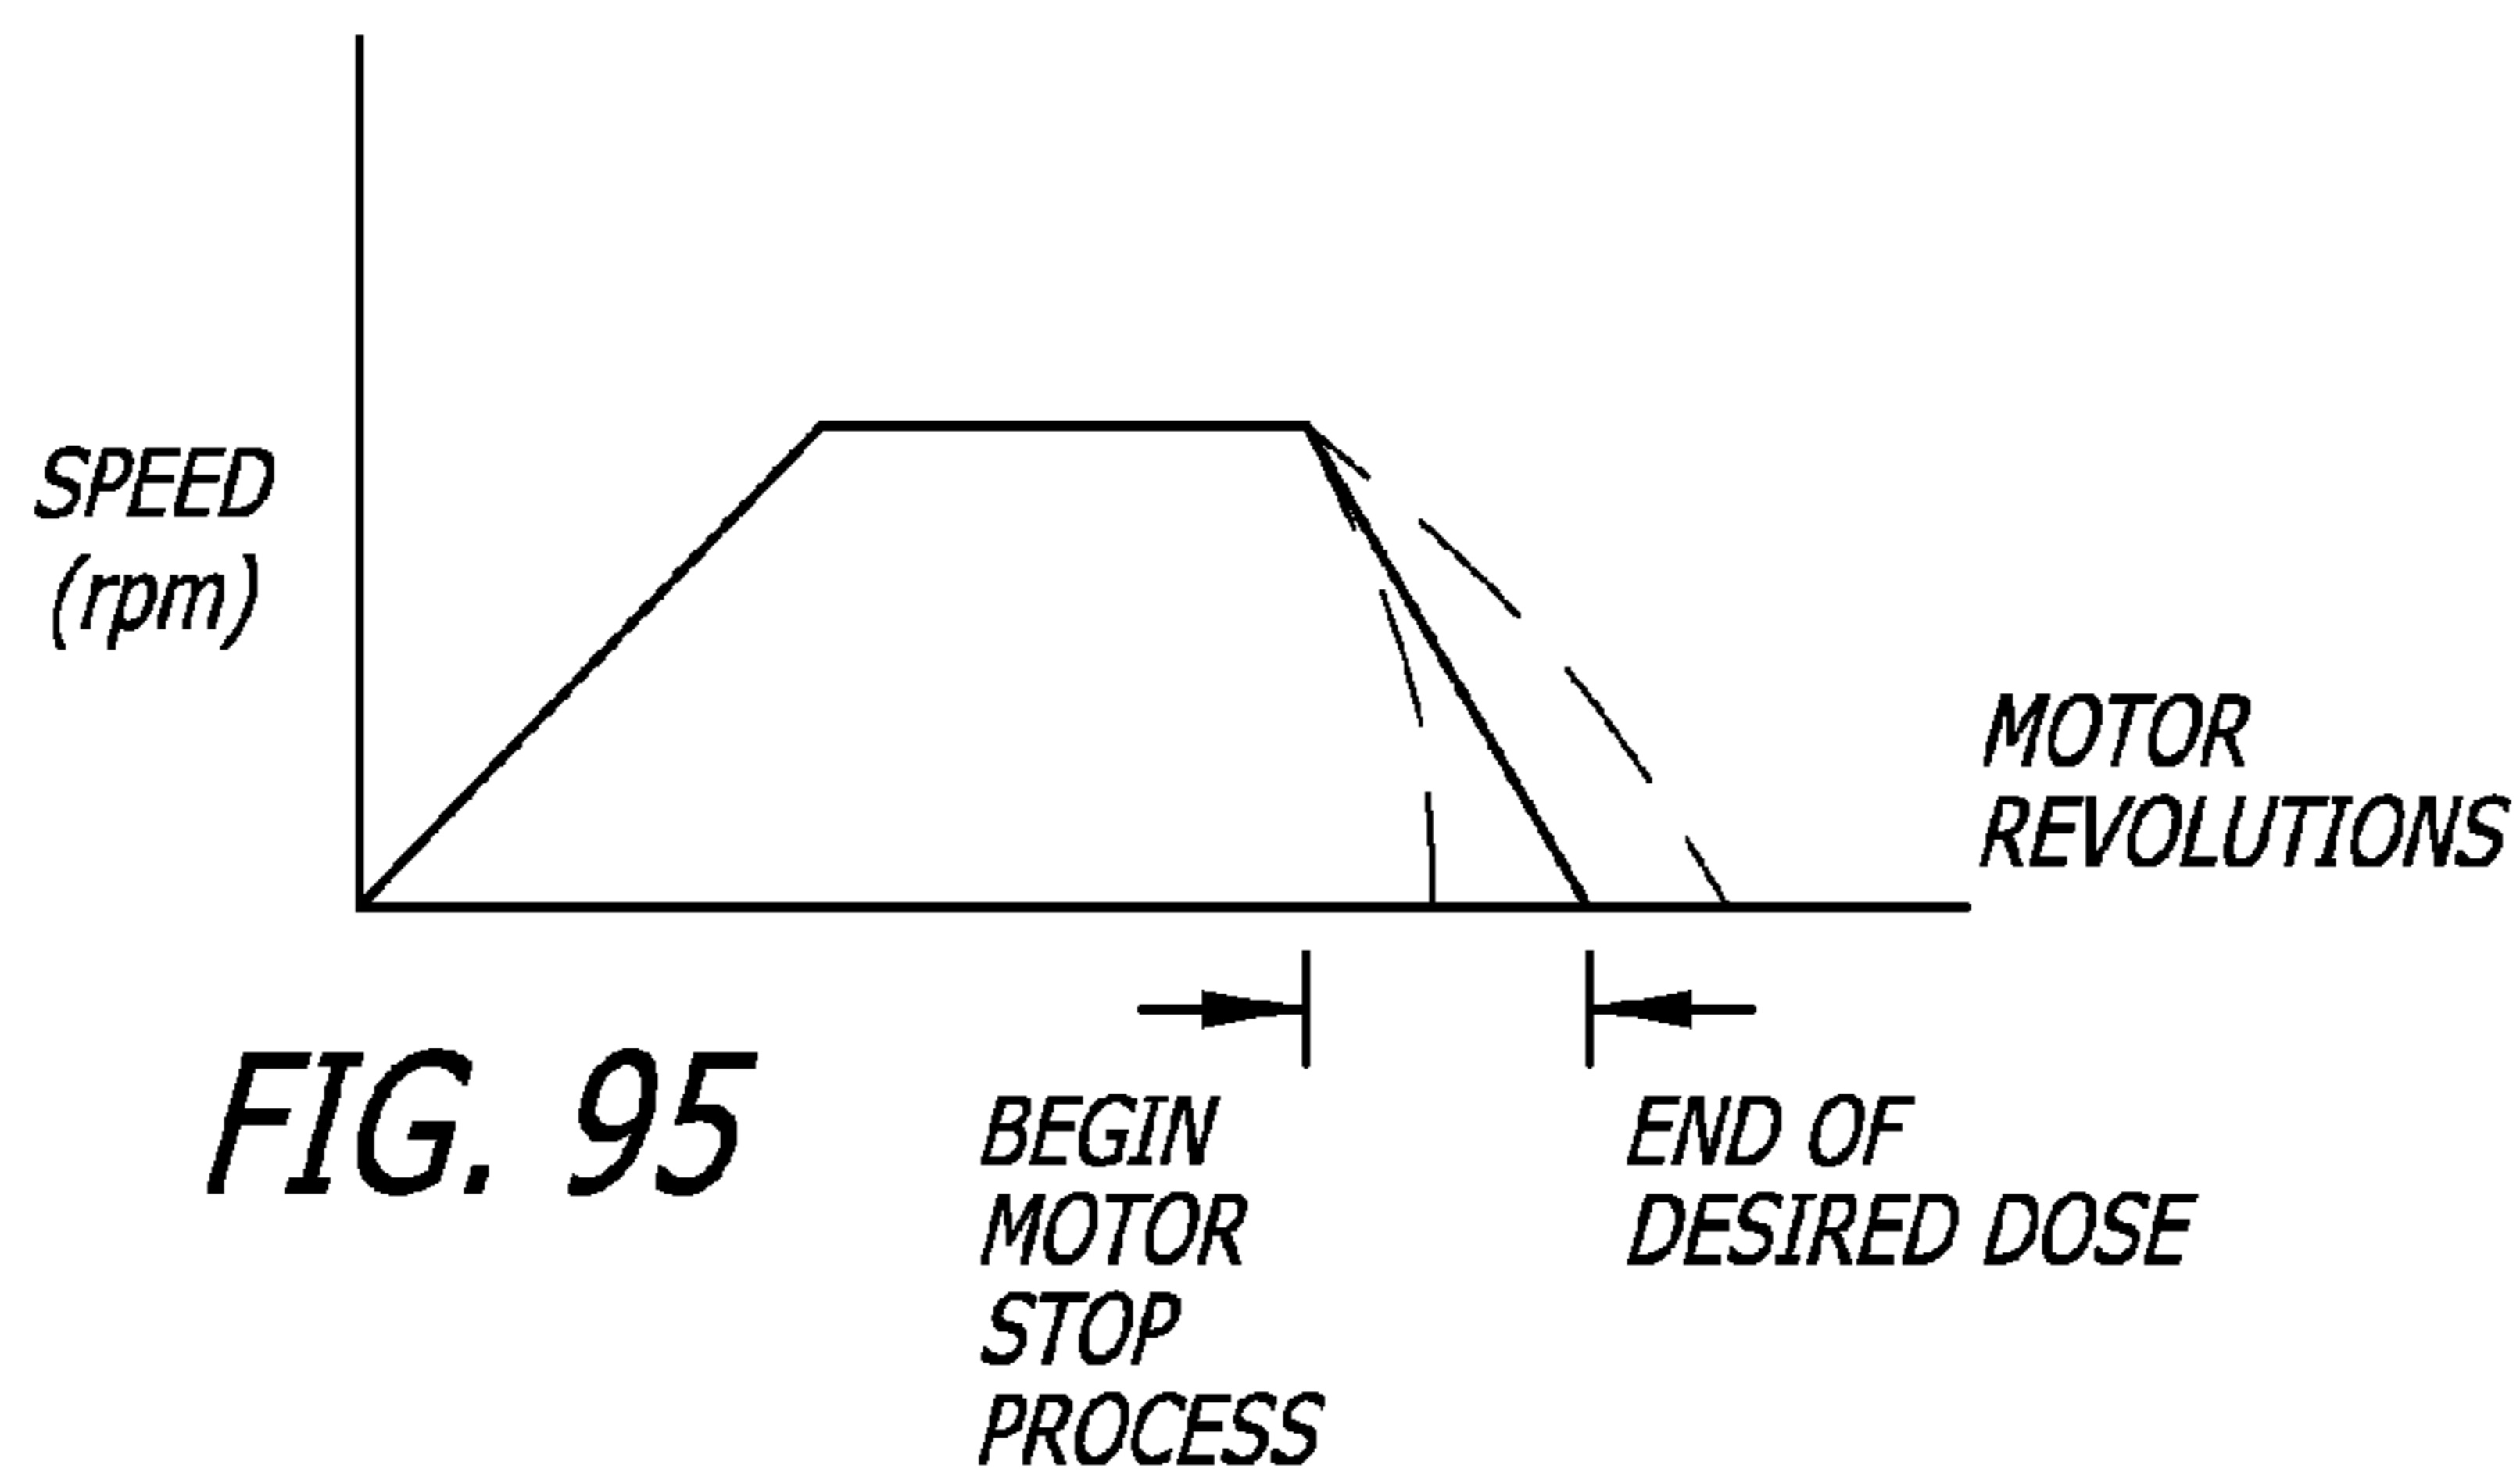 SPEED
(rpm)
MOTOR
REVOLUTIONS
FIG. 95
BEGIN
MOTOR
STOP
PROCESS
END OF
DESIRED DOSE